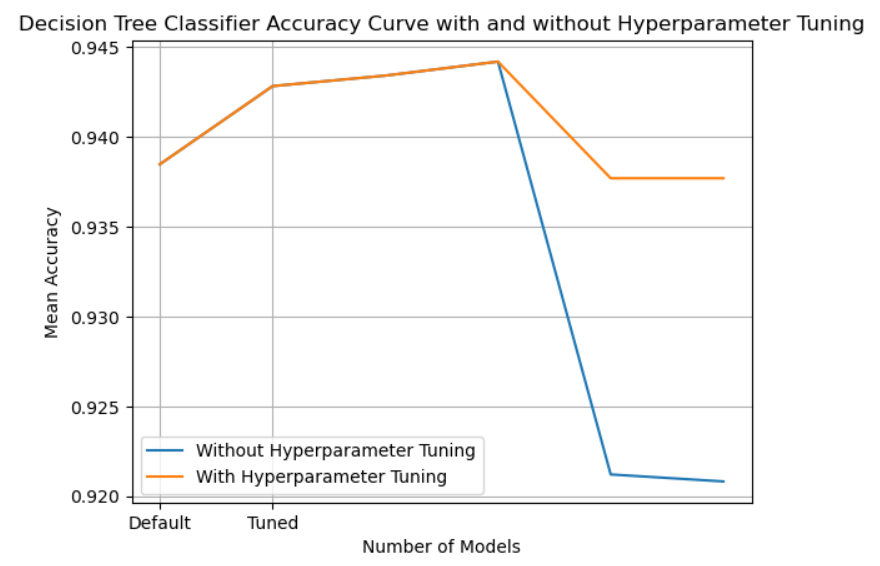 Decision Tree Classifier Accuracy Curve with and without Hyperparameter Tuning
0.945
0.940
0.935
0.930
0.925
0.920
Mean Accuracy
Without Hyperparameter Tuning
With Hyperparameter Tuning
Default
Tuned
Number of Models